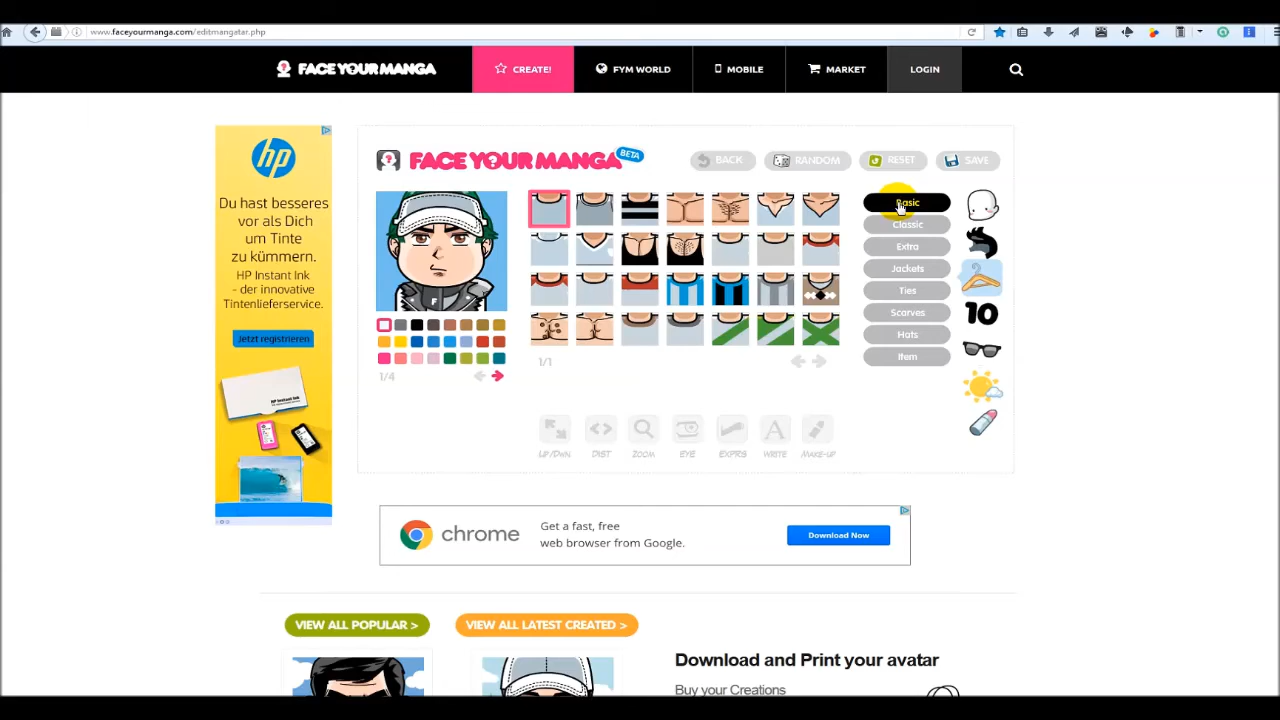 www.faceyourmanga.com/editmangatar.php
FACE YOUR MANGA
CREATE!
FYM WORLD
MOBILE
MARKET
LOGIN
hp
Du hast besseres
vor als Dich
um Tinte
zu kümmern.
HP Instant Ink
- der innovative
Tintenlieferservice.
Jetzt registrieren
FACE YOUR MANGA
BETA
BACK
RANDOM
RESET
SAVE
F
1/4
1/1
Basic
Classic
Extra
Jackets
Ties
Scarves
Hats
Item
10
UP/DWN
DIST
ZOOM
EYE
EXPRS
A
WRITE
MAKE-UP
chrome
Get a fast, free
web browser from Google.
Download Now
VIEW ALL POPULAR >
VIEW ALL LATEST CREATED >
Download and Print your avatar
Buy your Creations